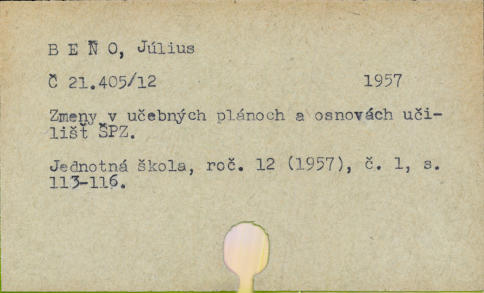 B E Ň O, Július
Č 21.405/12 1957
Zmeny v učebných plánoch a osnovách uči-
lišť ŠPZ.
Jednotná škola, roč. 12 (1957), č. 1, s.
113-116.